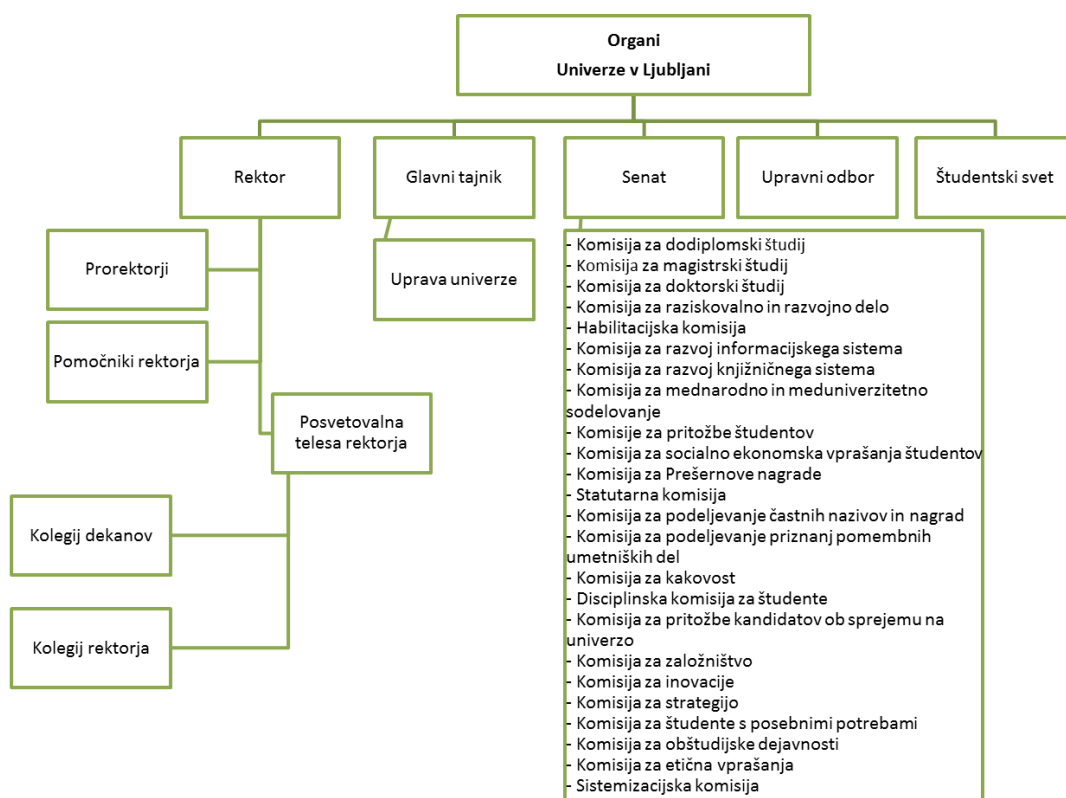 Organi
Univerze v Ljubljani
Rektor
Glavni tajnik
Senat
Upravni odbor
Študentski svet
Prorektorji
Pomočniki rektorja
Posvetovalna
telesa rektorja
Kolegij dekanov
Kolegij rektorja
Uprava univerze
- Komisija za dodiplomski študij
- Komisija za magistrski študij
- Komisija za doktorski študij
- Komisija za raziskovalno in razvojno delo
- Habilitacijska komisija
- Komisija za razvoj informacijskega sistema
- Komisija za razvoj knjižničnega sistema
- Komisija za mednarodno in meduniverzitetno
sodelovanje
- Komisije za pritožbe študentov
- Komisija za socialno ekonomska vprašanja študentov
- Komisija za Prešernove nagrade
- Statutarna komisija
- Komisija za podeljevanje častnih nazivov in nagrad
- Komisija za podeljevanje priznanj pomembnih
umetniških del
- Komisija za kakovost
- Disciplinska komisija za študente
- Komisija za pritožbe kandidatov ob sprejemu na
univerzo
- Komisija za založništvo
- Komisija za inovacije
- Komisija za strategijo
- Komisija za študente s posebnimi potrebami
- Komisija za obštudijske dejavnosti
- Komisija za etična vprašanja
- Sistemizacijska komisija